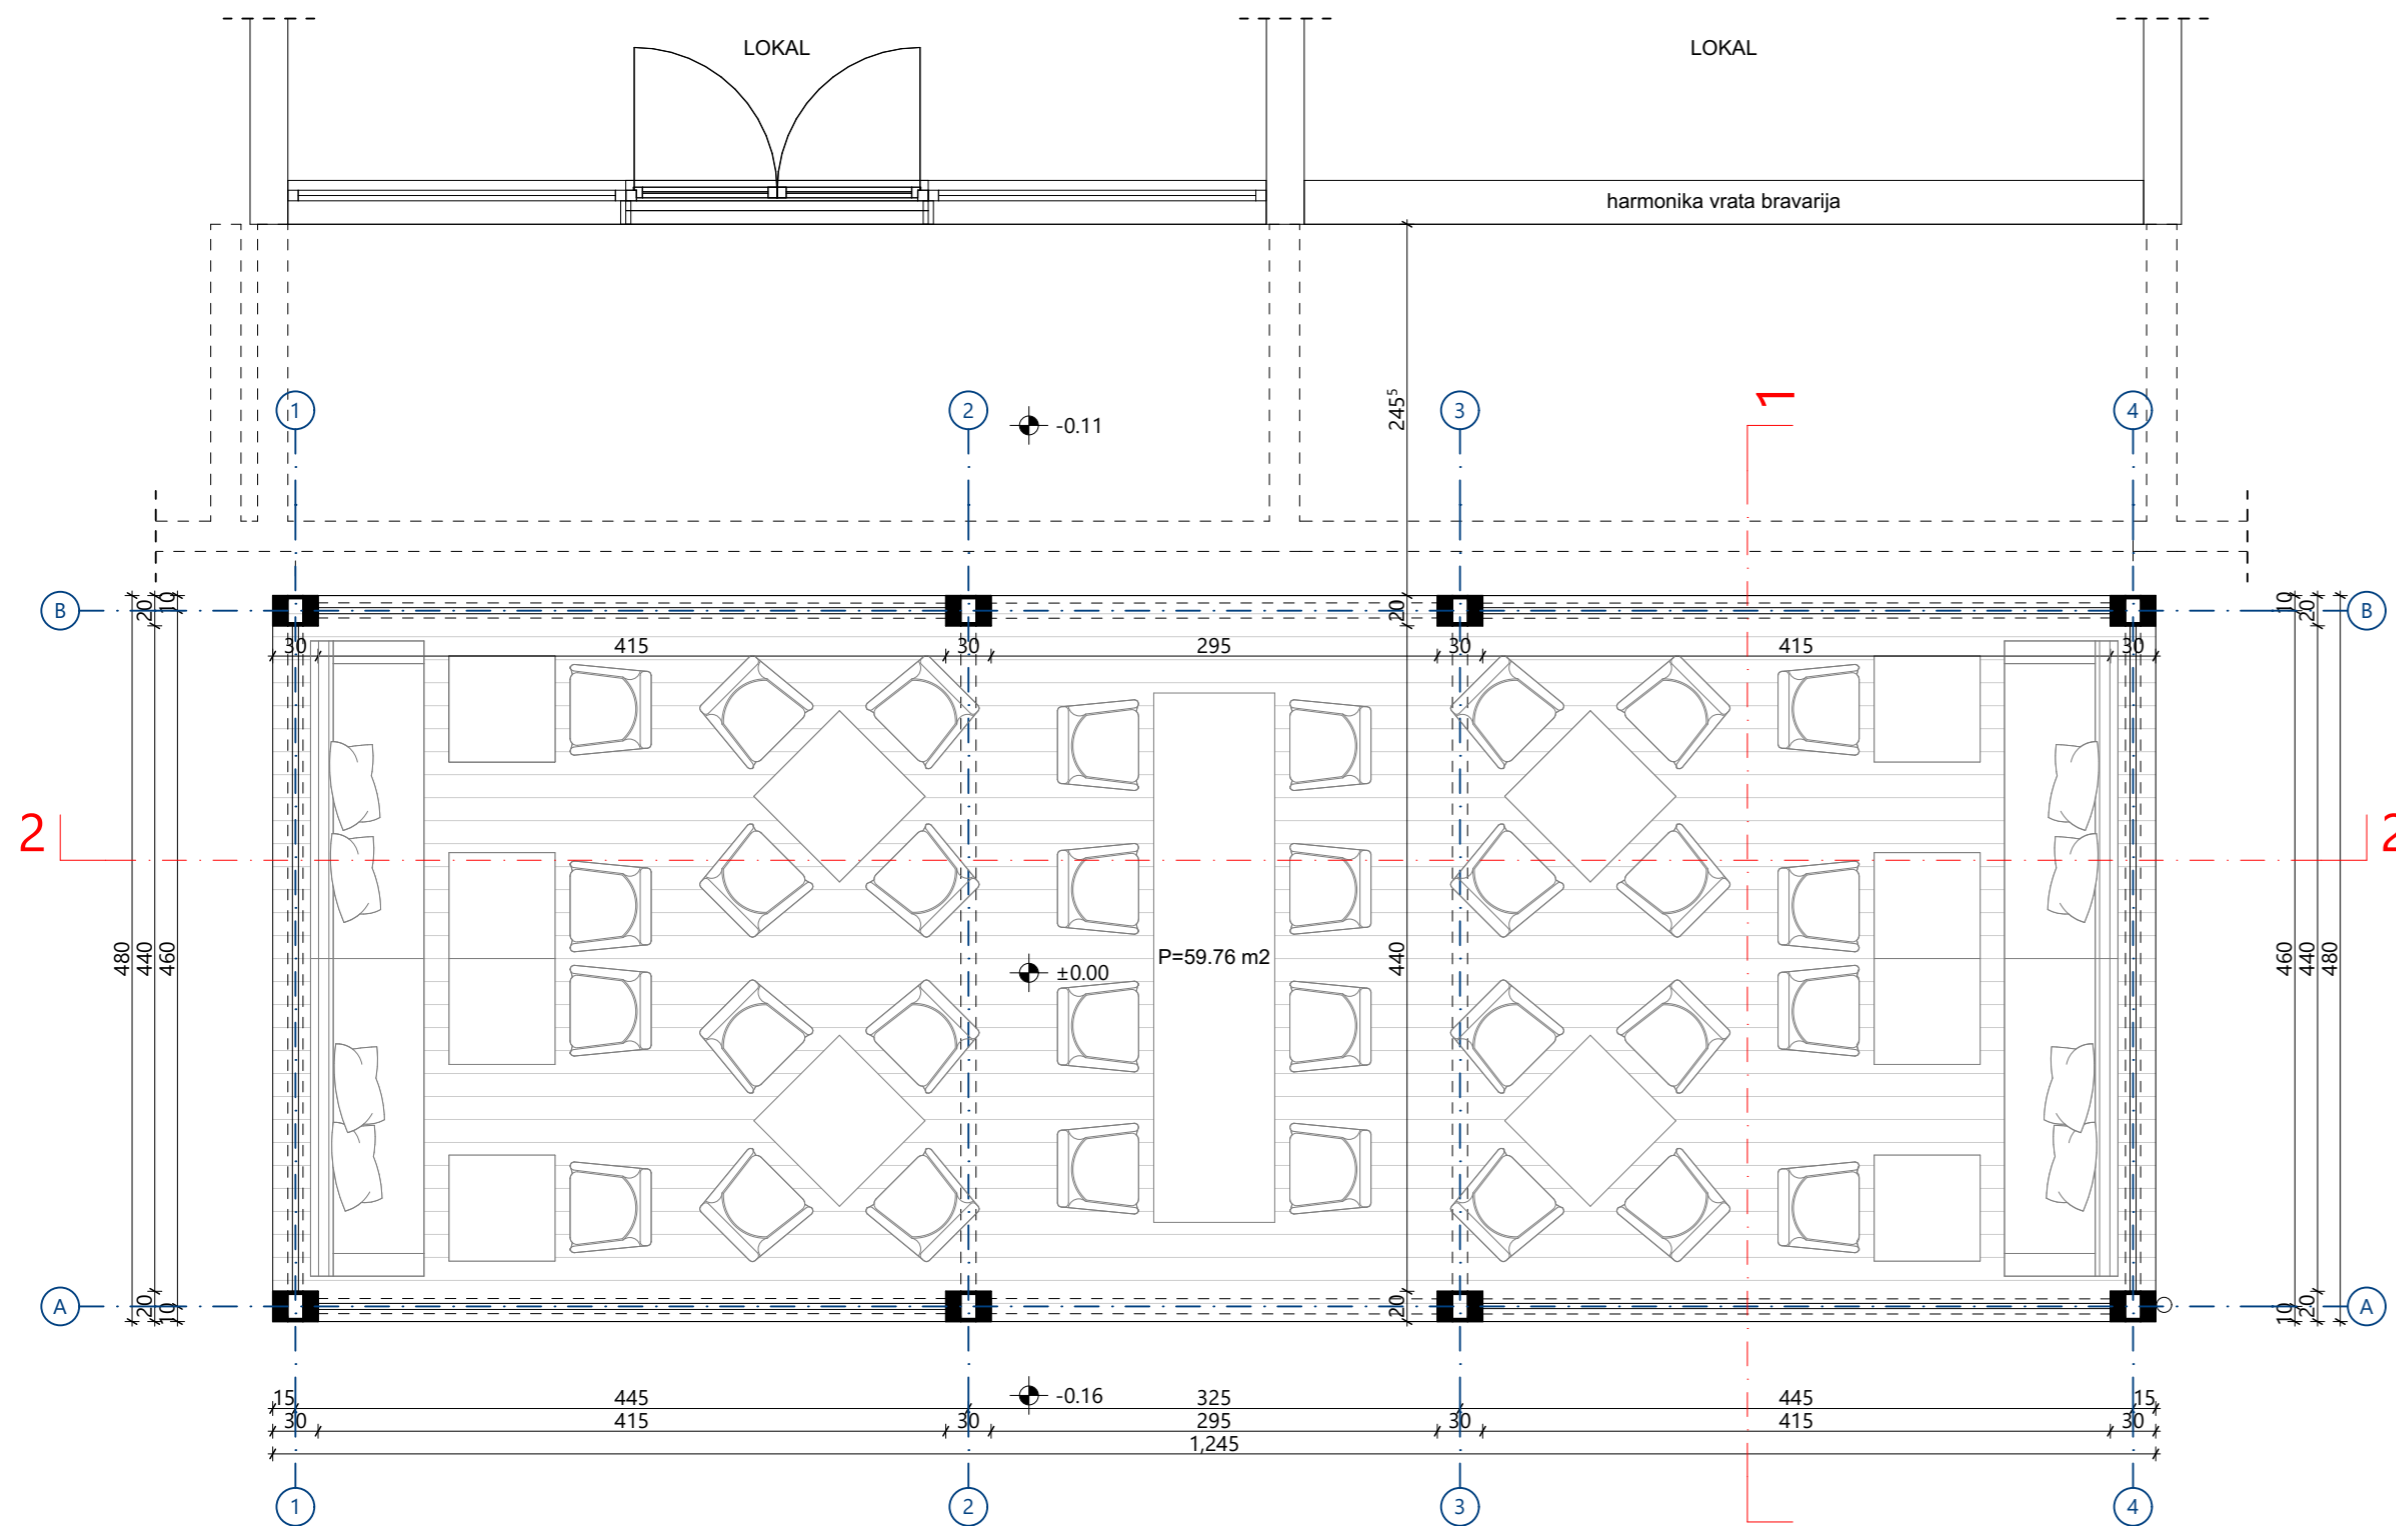 LOKAL LOKAL
harmonika vrata bravarija
245⁵
1 2 3 1 4
-0.11
B 20 10 20 10 20 B
30 415 30 295 30 415 30
2 2
480 440 460 P=59.76 m2 440 460 440 480
±0.00
A 20 10 20 10 20 A
15 445 -0.16 325 445 15
30 415 30 295 30 415 30
1,245
1 2 3 4